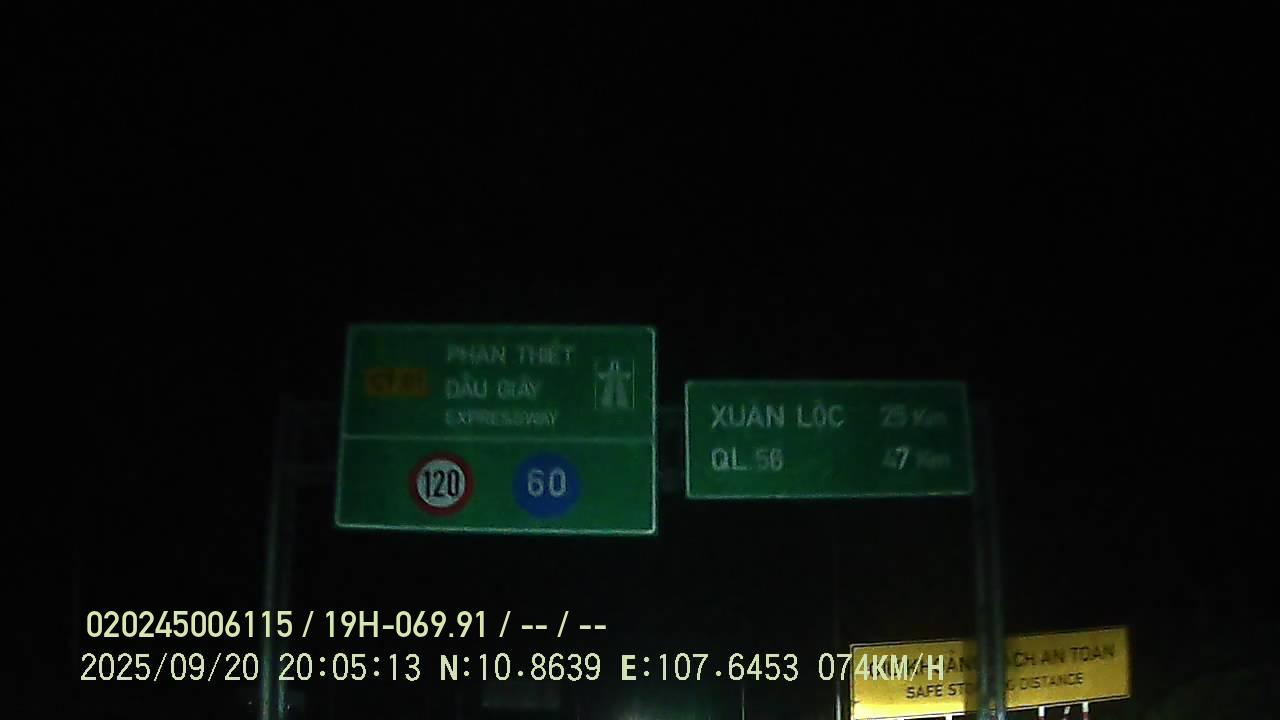 PHAN THIẾT
DẦU GIÂY
EXPRESSWAY
120
60
XUÂN LỘC 25 Km
QL.56 47 Km
CÁCH AN TOÀN
SAFE DISTANCE
020245006115 / 19H-069.91 / -- / --
2025/09/20 20:05:13 N:10.8639 E:107.6453 074KM/H